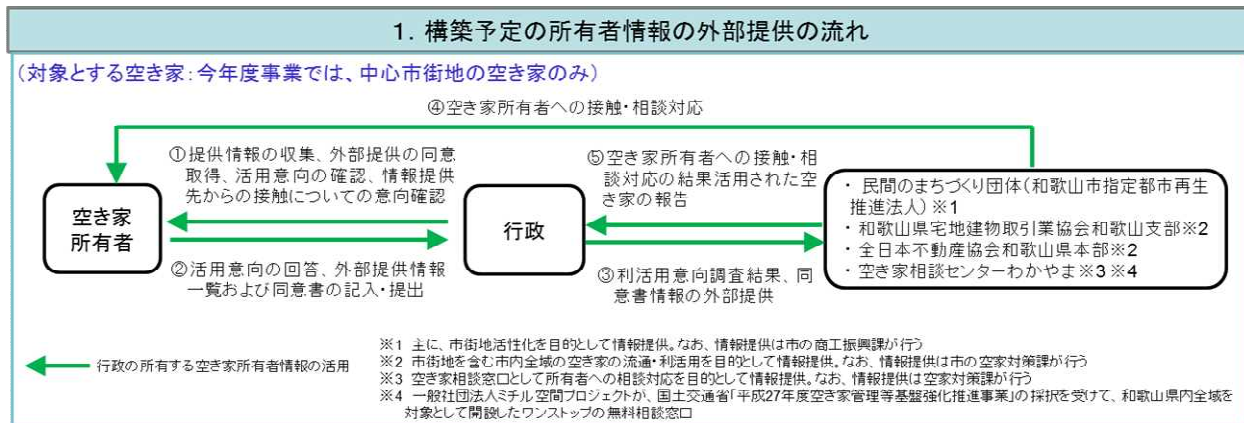 1. 構築予定の所有者情報の外部提供の流れ
(対象とする空き家:今年度事業では、中心市街地の空き家のみ)
④空き家所有者への接触・相談対応
①提供情報の収集、外部提供の同意
取得、活用意向の確認、情報提供
先からの接触についての意向確認
⑤空き家所有者への接触・相
談対応の結果活用された空
き家の報告
空き家
所有者
行政
・ 民間のまちづくり団体(和歌山市指定都市再生
推進法人)※1
・和歌山県宅地建物取引業協会和歌山支部※2
・全日本不動産協会和歌山県本部※2
・空き家相談センターわかやま※3 ※4
②活用意向の回答、外部提供情報
一覧および同意書の記入・提出
③利活用意向調査結果、同
意書情報の外部提供
行政の所有する空き家所有者情報の活用
※1 主に、市街地活性化を目的として情報提供。なお、情報提供は市の商工振興課が行う
※2 市街地を含む市内全域の空き家の流通・利活用を目的として情報提供。なお、情報提供は市の空家対策課が行う
※3 空き家相談窓口として所有者への相談対応を目的として情報提供。なお、情報提供は空家対策課が行う
※4 一般社団法人ミチル空間プロジェクトが、国土交通省「平成27年度空き家管理等基盤強化推進事業」の採択を受けて、和歌山県内全域を
対象として開設したワンストップの無料相談窓口